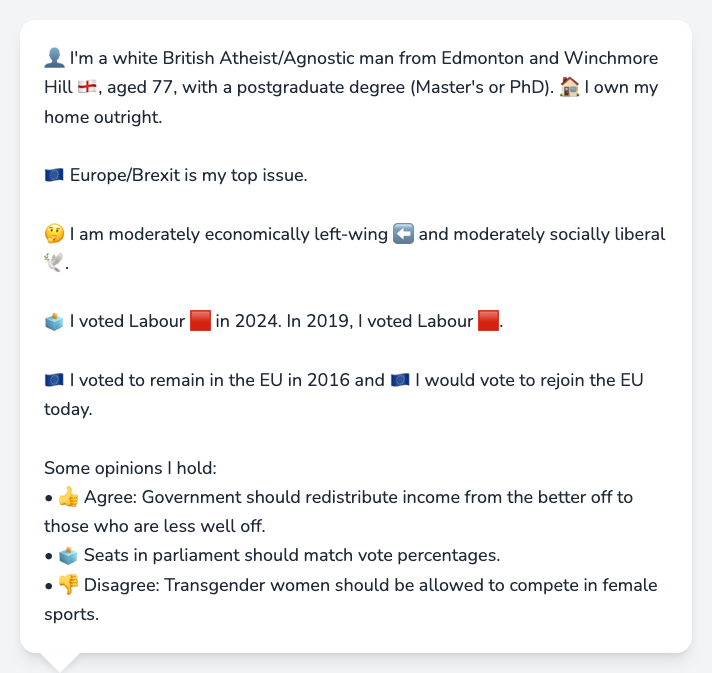 👤 I'm a white British Atheist/Agnostic man from Edmonton and Winchmore
Hill 🏴󠁧󠁢󠁥󠁮󠁧󠁿, aged 77, with a postgraduate degree (Master's or PhD). 🏠 I own my
home outright.
🇪🇺 Europe/Brexit is my top issue.
🤔 I am moderately economically left-wing ⬅️ and moderately socially liberal
🕊️.
🗳️ I voted Labour 🟥 in 2024. In 2019, I voted Labour 🟥.
🇪🇺 I voted to remain in the EU in 2016 and 🇪🇺 I would vote to rejoin the EU
today.
Some opinions I hold:
• 👍 Agree: Government should redistribute income from the better off to
those who are less well off.
• 🗳️ Seats in parliament should match vote percentages.
• 👎 Disagree: Transgender women should be allowed to compete in female
sports.